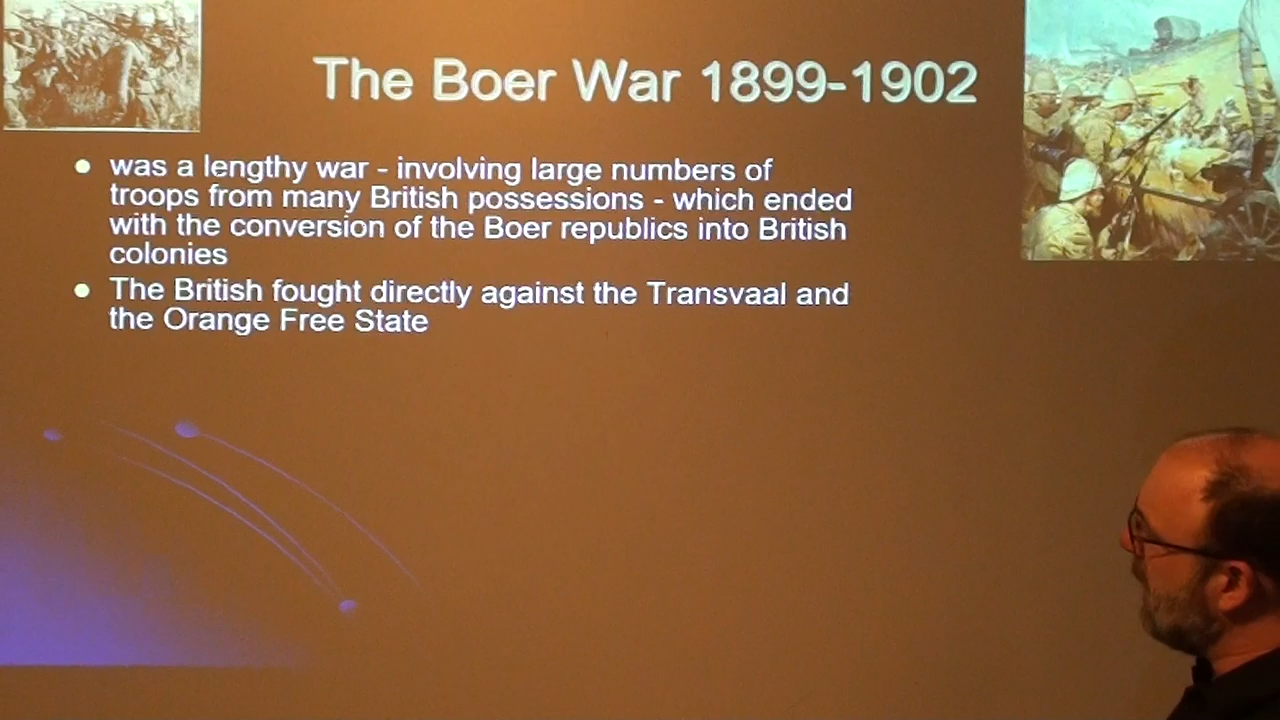 The Boer War 1899-1902
was a lengthy war - involving large numbers of
troops from many British possessions - which ended
with the conversion of the Boer republics into British
colonies
The British fought directly against the Transvaal and
the Orange Free State